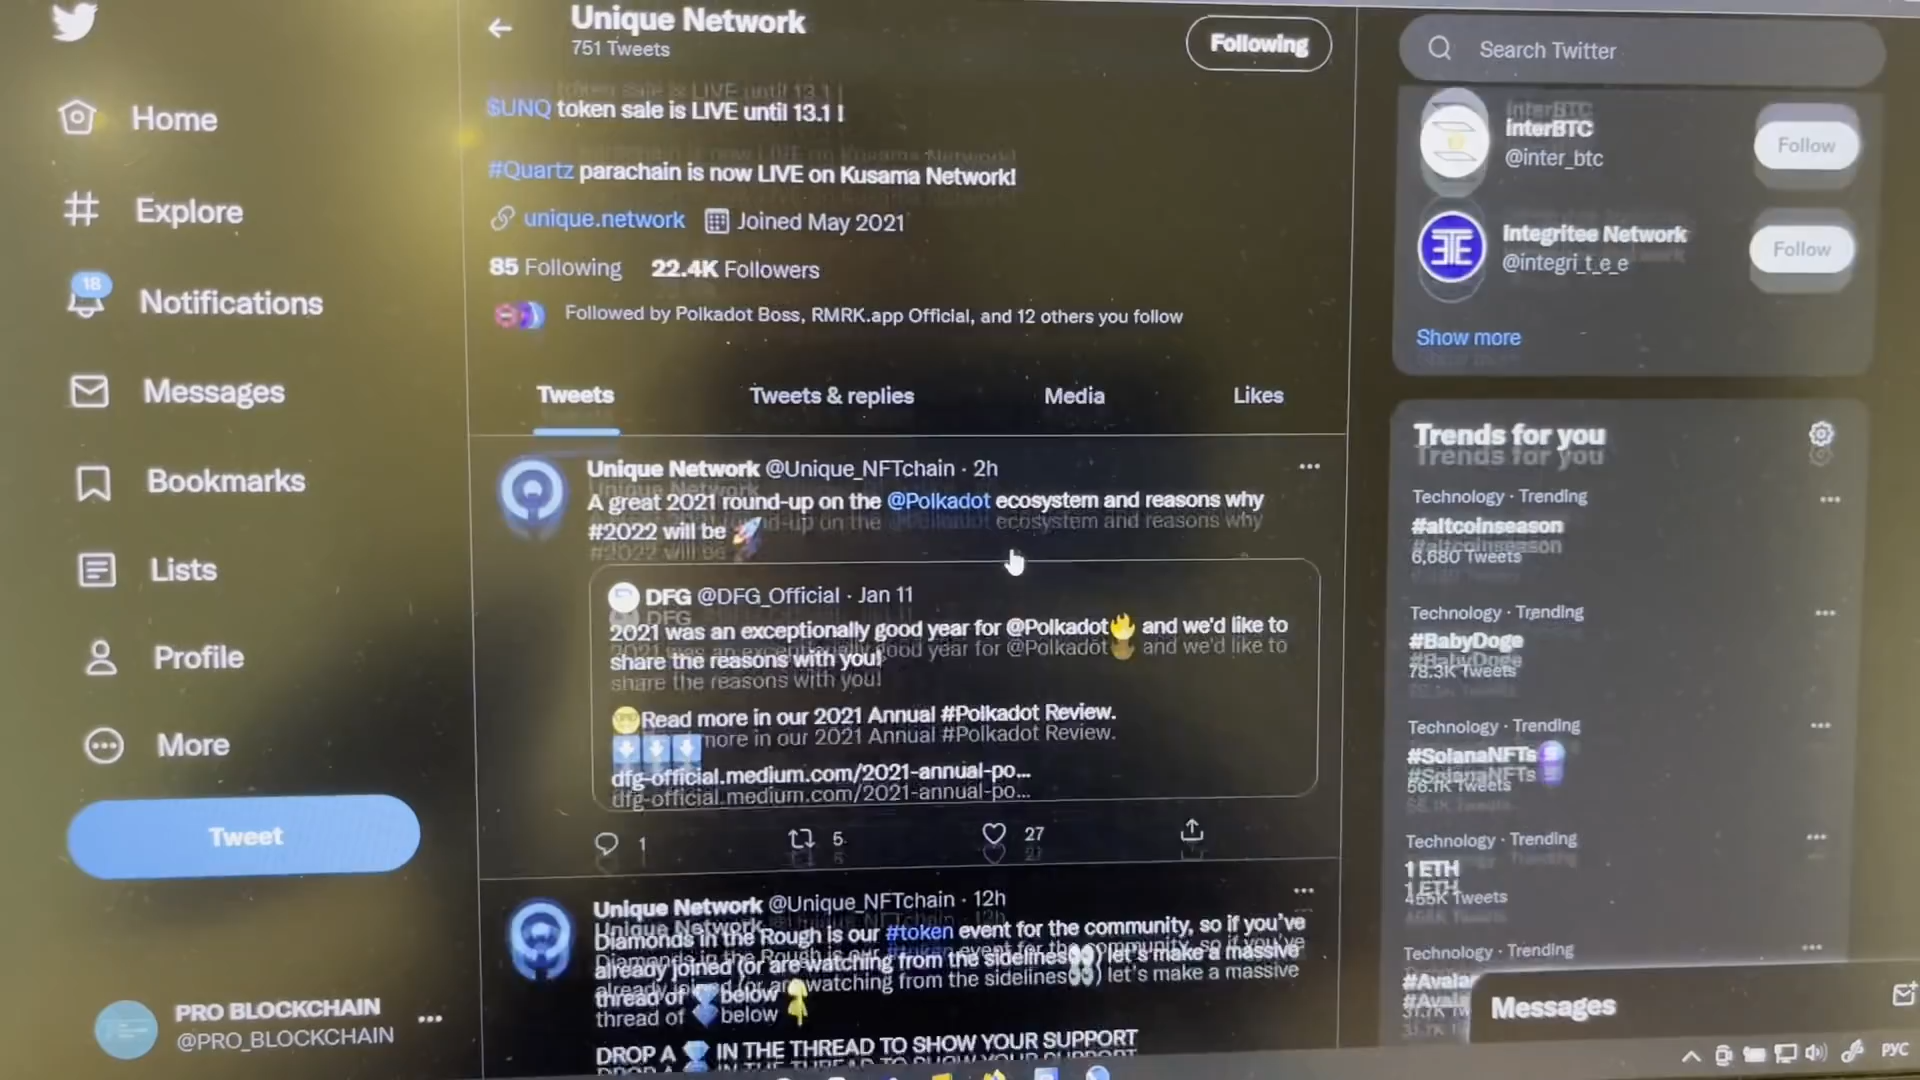 Unique Network
751 Tweets
Following
Search Twitter
Home
Explore
18
Notifications
Messages
Bookmarks
Lists
Profile
More
Tweet
PRO BLOCKCHAIN
@PRO_BLOCKCHAIN
$UNQ token sale is LIVE until 13.1 !
#Quartz parachain is now LIVE on Kusama Network!
unique.network Joined May 2021
85 Following 22.4K Followers
Followed by Polkadot Boss, RMRK.app Official, and 12 others you follow
Tweets Tweets & replies Media Likes
Unique Network @Unique_NFTchain · 2h
A great 2021 round-up on the @Polkadot ecosystem and reasons why
#2022 will be 🚀
DFG @DFG_Official · Jan 11
2021 was an exceptionally good year for @Polkadot🔥 and we'd like to
share the reasons with you!
Read more in our 2021 Annual #Polkadot Review.
⬇️⬇️⬇️
dfg-official.medium.com/2021-annual-po...
1 5 27
Unique Network @Unique_NFTchain · 12h
Diamonds in the Rough is our #token event for the community, so if you've
already joined (or are watching from the sidelines👀) let's make a massive
thread of 💎 below 👇
DROP A 💎 IN THE THREAD TO SHOW YOUR SUPPORT
interBTC
@inter_btc
Follow
Integritee Network
@integri_t_e_e
Follow
Show more
Trends for you
Technology · Trending
#altcoinseason
6,680 Tweets
Technology · Trending
#BabyDoge
78.3K Tweets
Technology · Trending
#SolanaNFTs
56.1K Tweets
Technology · Trending
1 ETH
455K Tweets
Technology · Trending
Messages
РУС